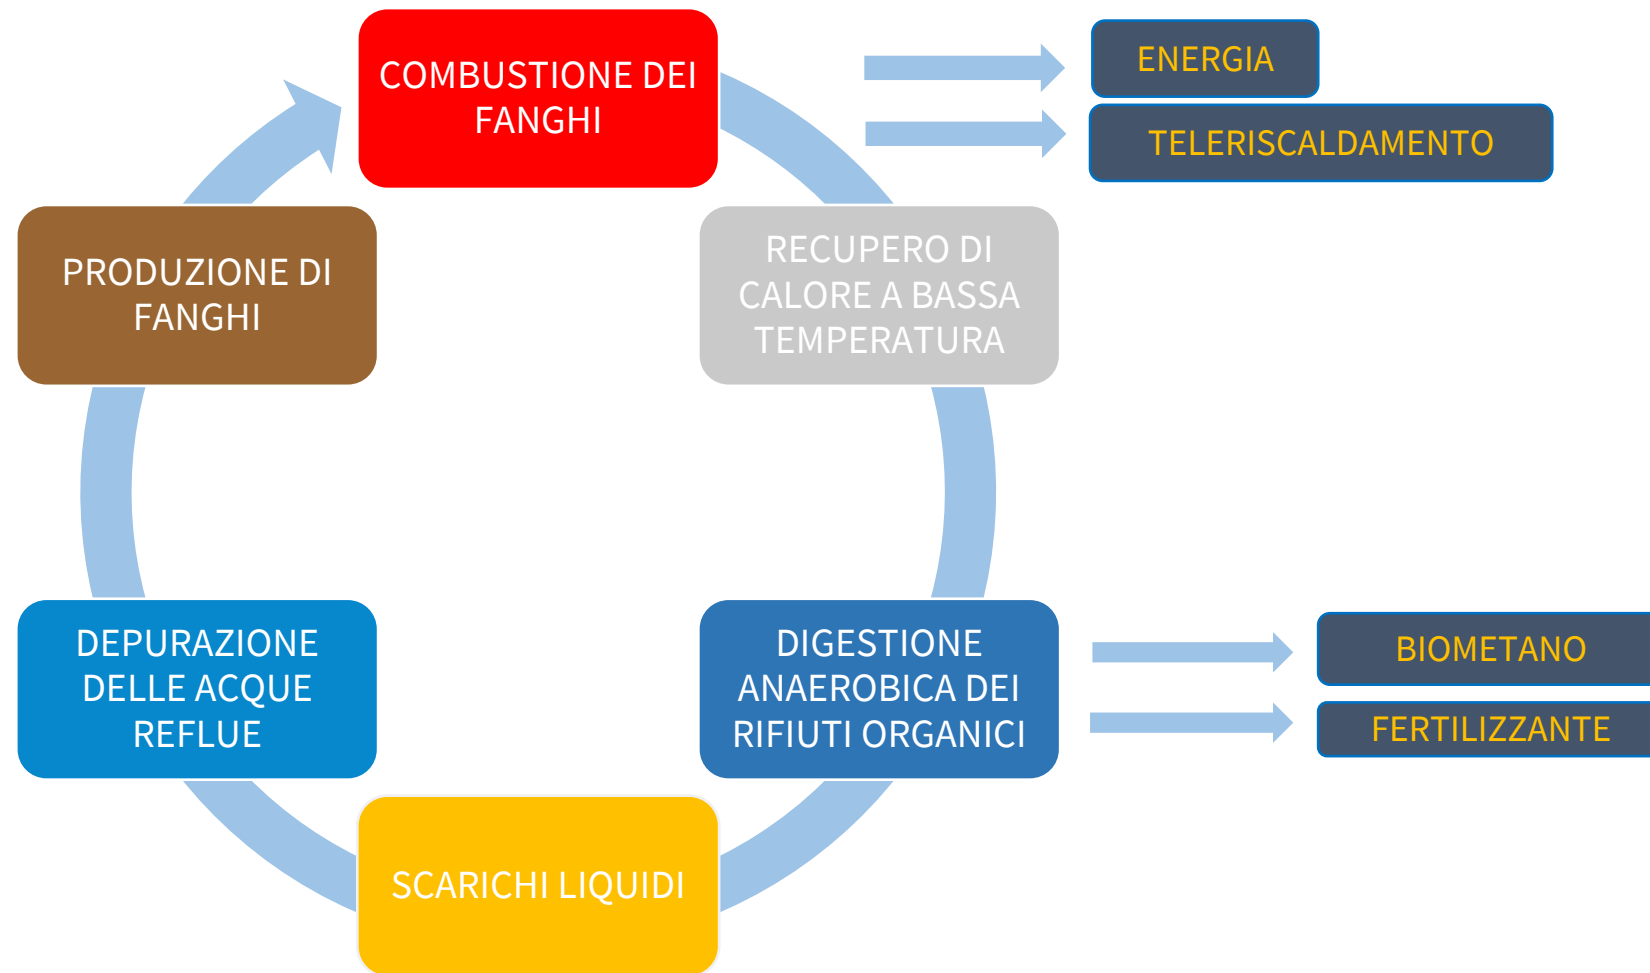 COMBUSTIONE DEI
FANGHI
ENERGIA
TELERISCALDAMENTO
PRODUZIONE DI
FANGHI
RECUPERO DI
CALORE A BASSA
TEMPERATURA
DEPURAZIONE
DELLE ACQUE
REFLUE
DIGESTIONE
ANAEROBICA DEI
RIFIUTI ORGANICI
BIOMETANO
FERTILIZZANTE
SCARICHI LIQUIDI